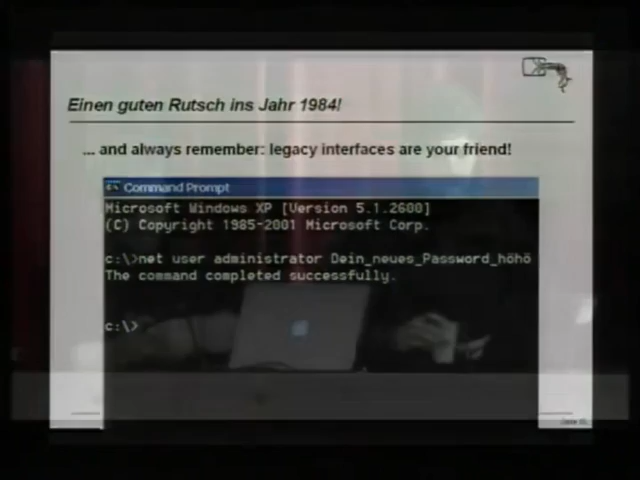 Einen guten Rutsch ins Jahr 1984!
... and always remember: legacy interfaces are your friend!
Command Prompt
Microsoft Windows XP [Version 5.1.2600]
(C) Copyright 1985-2001 Microsoft Corp.
c:\>net user administrator Dein_neues_Password_höhö
The command completed successfully.
c:\>